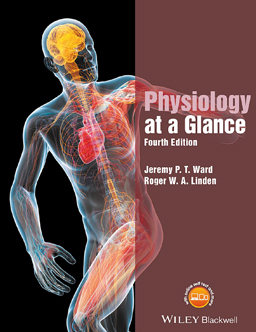 Physiology
at a Glance
Fourth Edition
Jeremy P. T. Ward
Roger W. A. Linden
WILEY Blackwell